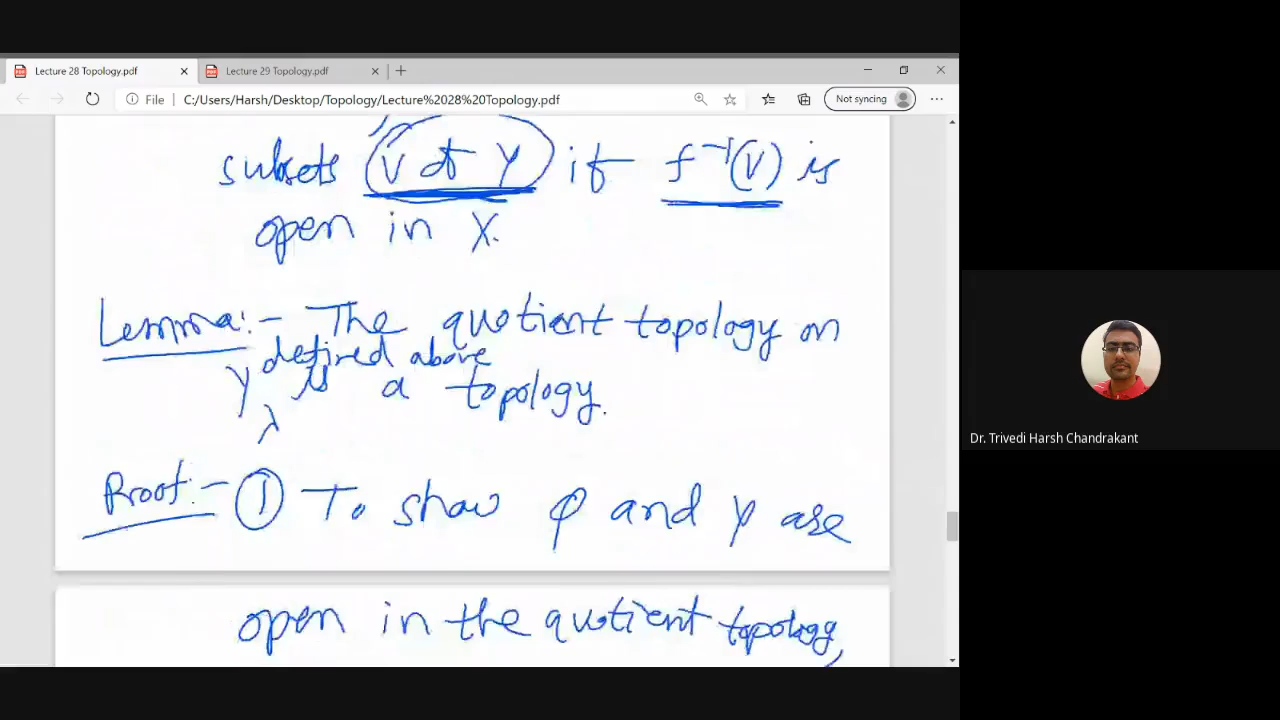 Lecture 28 Topology.pdf
Lecture 29 Topology.pdf
File
C:/Users/Harsh/Desktop/Topology/Lecture%2028%20Topology.pdf
Not syncing
subsets V of Y if f⁻¹(V) is
open in X.
Lemma:- The quotient topology on
defined above
Y is a topology.
Proof:- ① To show φ and Y are
open in the quotient topology,
Dr. Trivedi Harsh Chandrakant